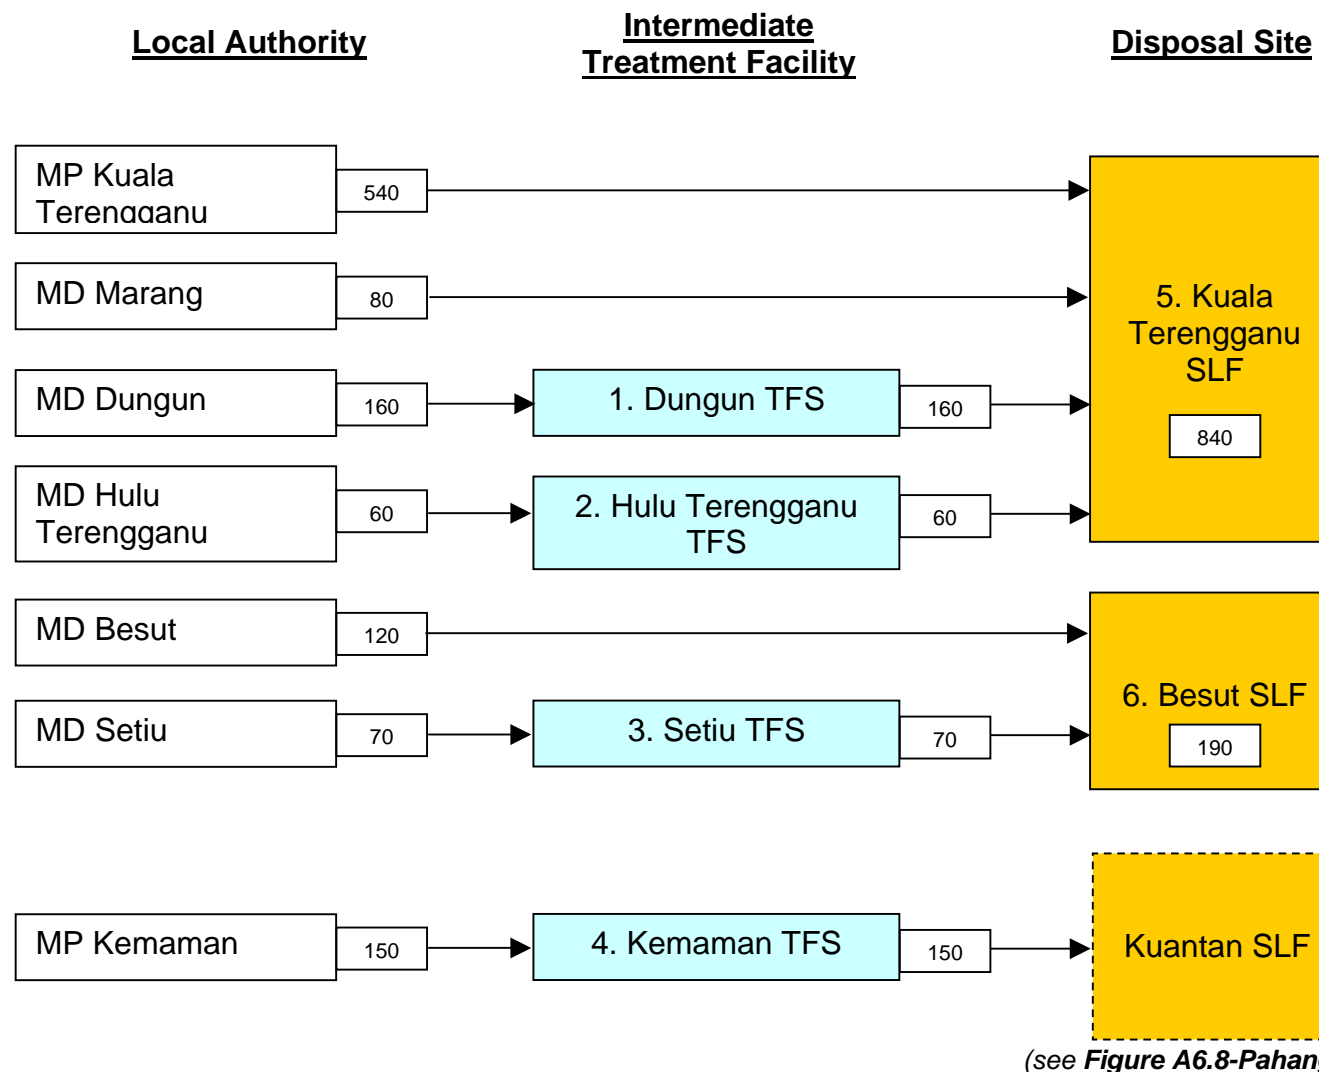 Local Authority
Intermediate
Treatment Facility
Disposal Site
MP Kuala
Terengganu
540
MD Marang
80
5. Kuala
Terengganu
SLF
840
MD Dungun
160
1. Dungun TFS
160
MD Hulu
Terengganu
60
2. Hulu Terengganu
TFS
60
MD Besut
120
6. Besut SLF
190
MD Setiu
70
3. Setiu TFS
70
MP Kemaman
150
4. Kemaman TFS
150
Kuantan SLF
(see Figure A6.8-Pahang